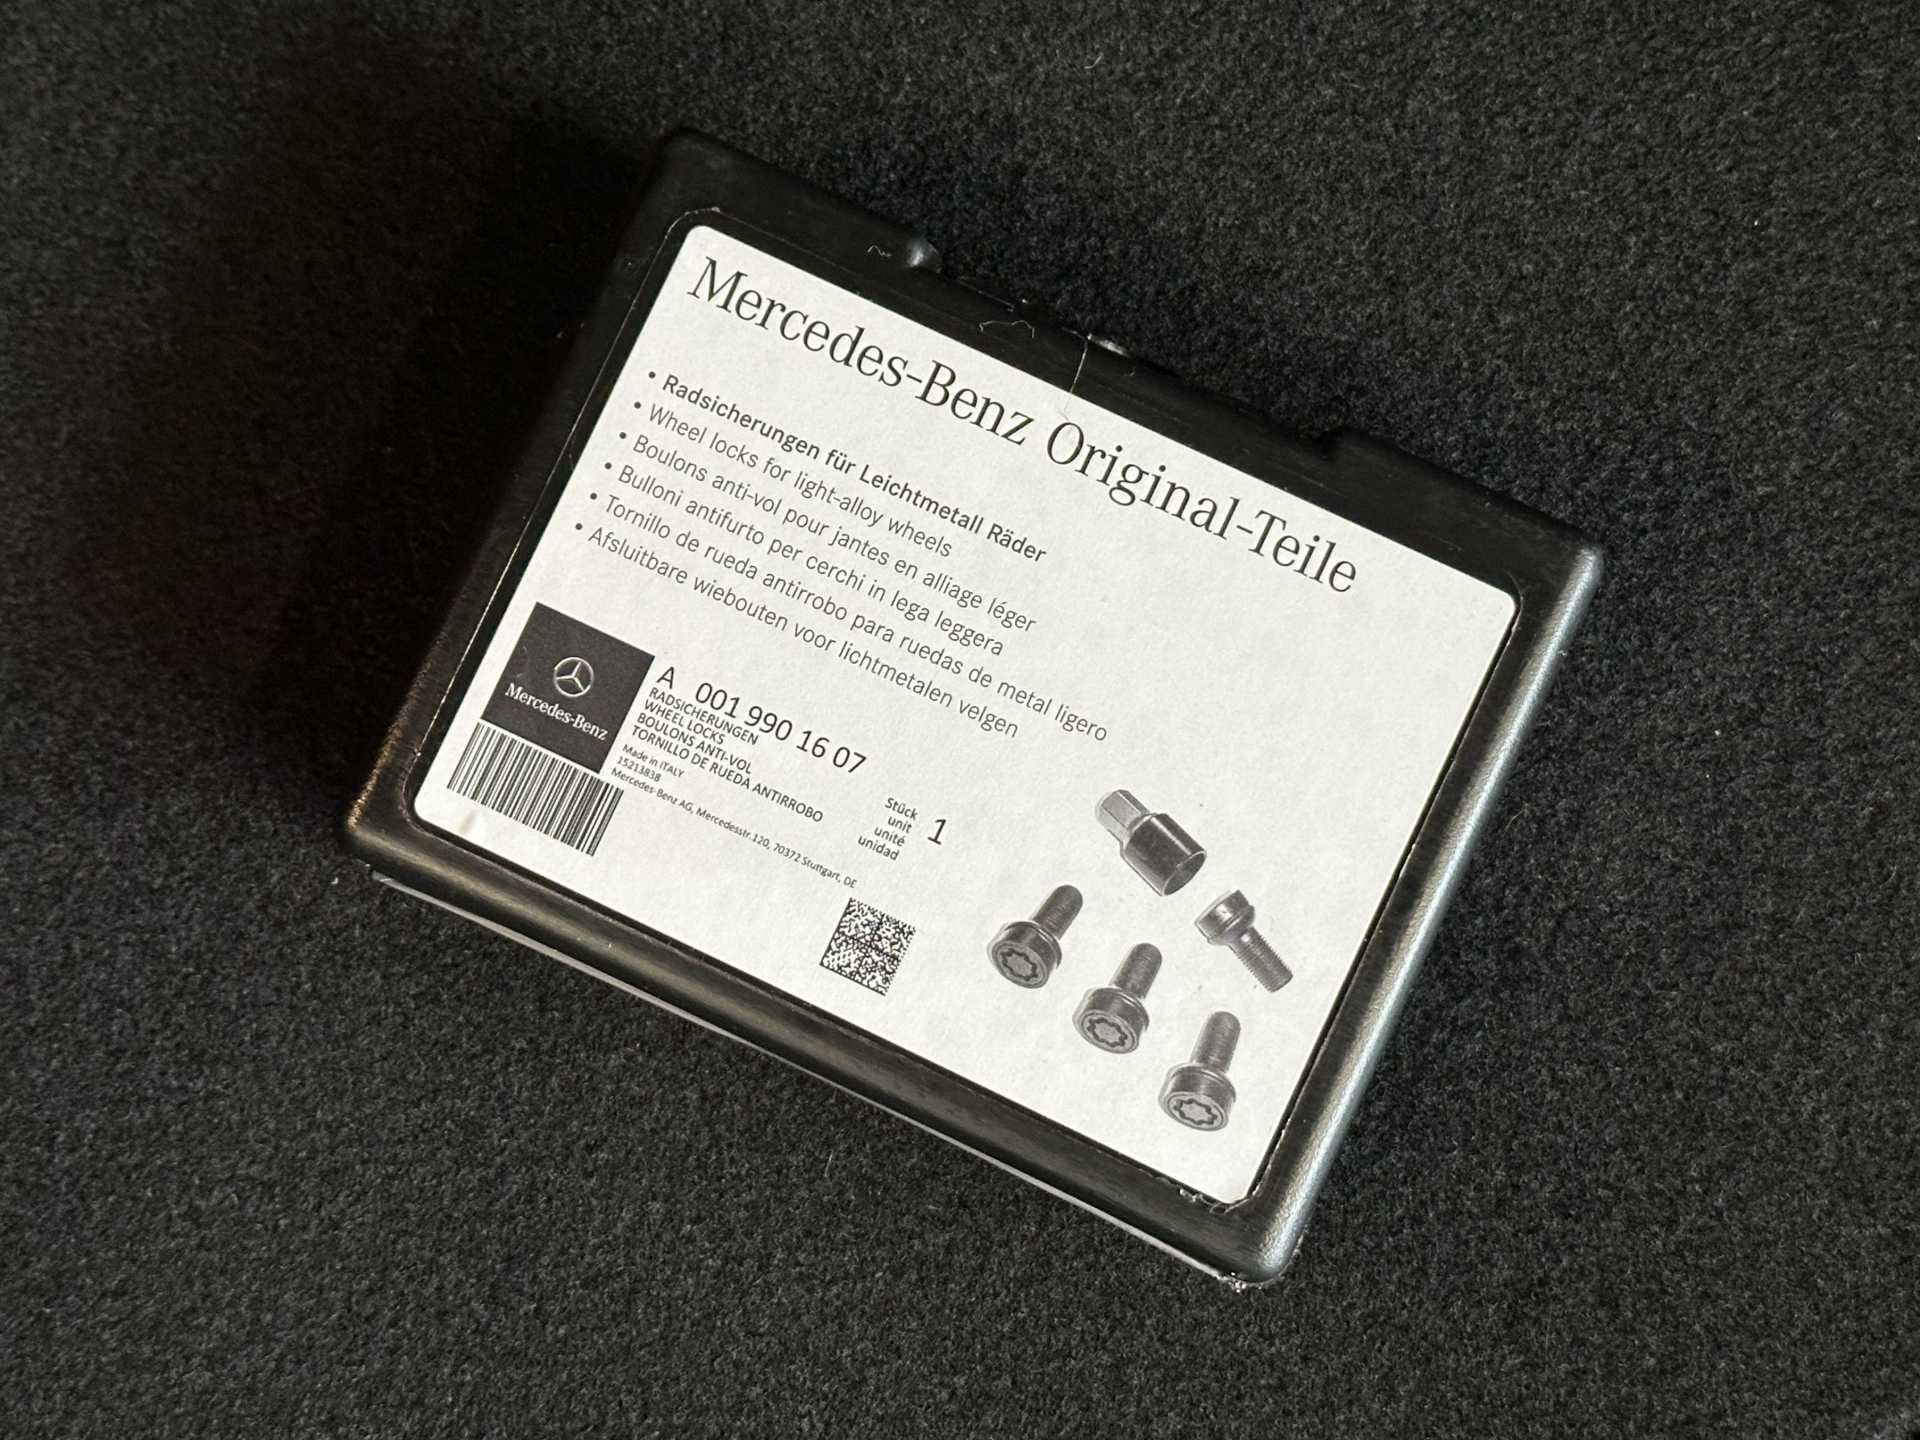 Mercedes-Benz Original-Teile
• Radsicherungen für Leichtmetall Räder
• Wheel locks for light-alloy wheels
• Boulons anti-vol pour jantes en alliage léger
• Bulloni antifurto per cerchi in lega leggera
• Tornillo de rueda antirrobo para ruedas de metal ligero
• Afsluitbare wiebouten voor lichtmetalen velgen
Mercedes-Benz
A 001 990 16 07
RADSICHERUNGEN
WHEEL LOCKS
BOULONS ANTI-VOL
TORNILLO DE RUEDA ANTIRROBO
Made in ITALY
15213838
Mercedes-Benz AG, Mercedesstr.120, 70372 Stuttgart, DE
Stück
unit
unité
unidad
1